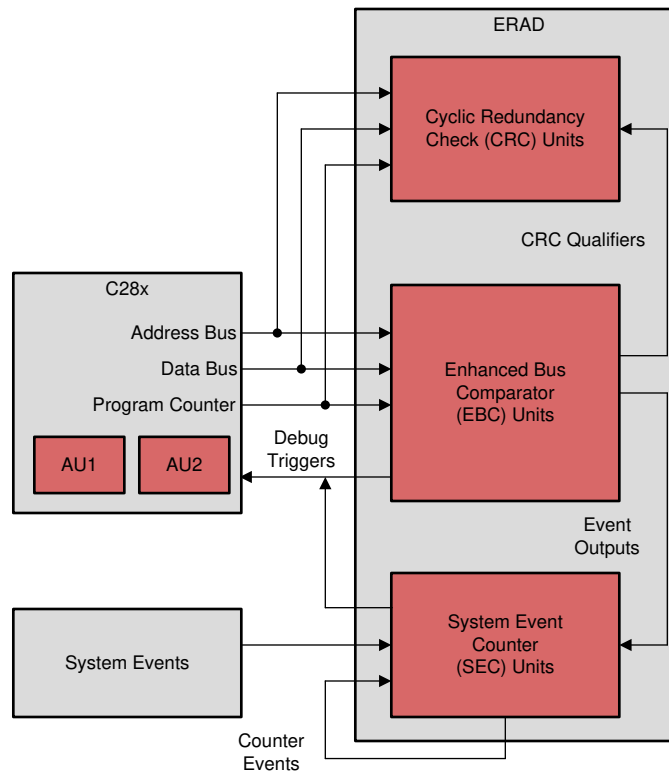 ERAD
Cyclic Redundancy
Check (CRC) Units
CRC Qualifiers
C28x
Address Bus
Data Bus
Program Counter
AU1
AU2
Enhanced Bus
Comparator
(EBC) Units
Debug
Triggers
Event
Outputs
System Events
System Event
Counter
(SEC) Units
Counter
Events